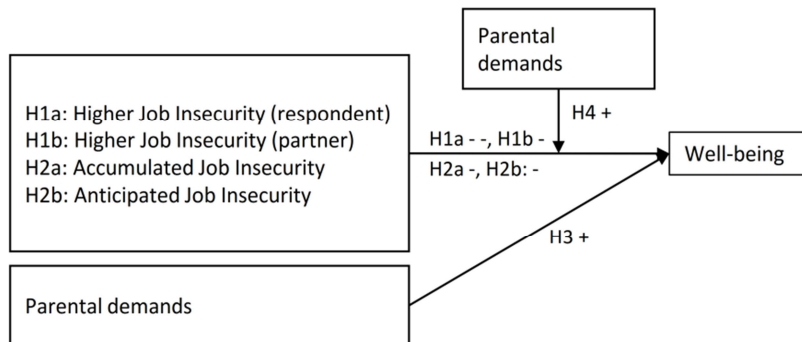 Parental
demands
H1a: Higher Job Insecurity (respondent)
H1b: Higher Job Insecurity (partner)
H2a: Accumulated Job Insecurity
H2b: Anticipated Job Insecurity
H4 +
H1a - -, H1b -
H2a -, H2b: -
Well-being
H3 +
Parental demands